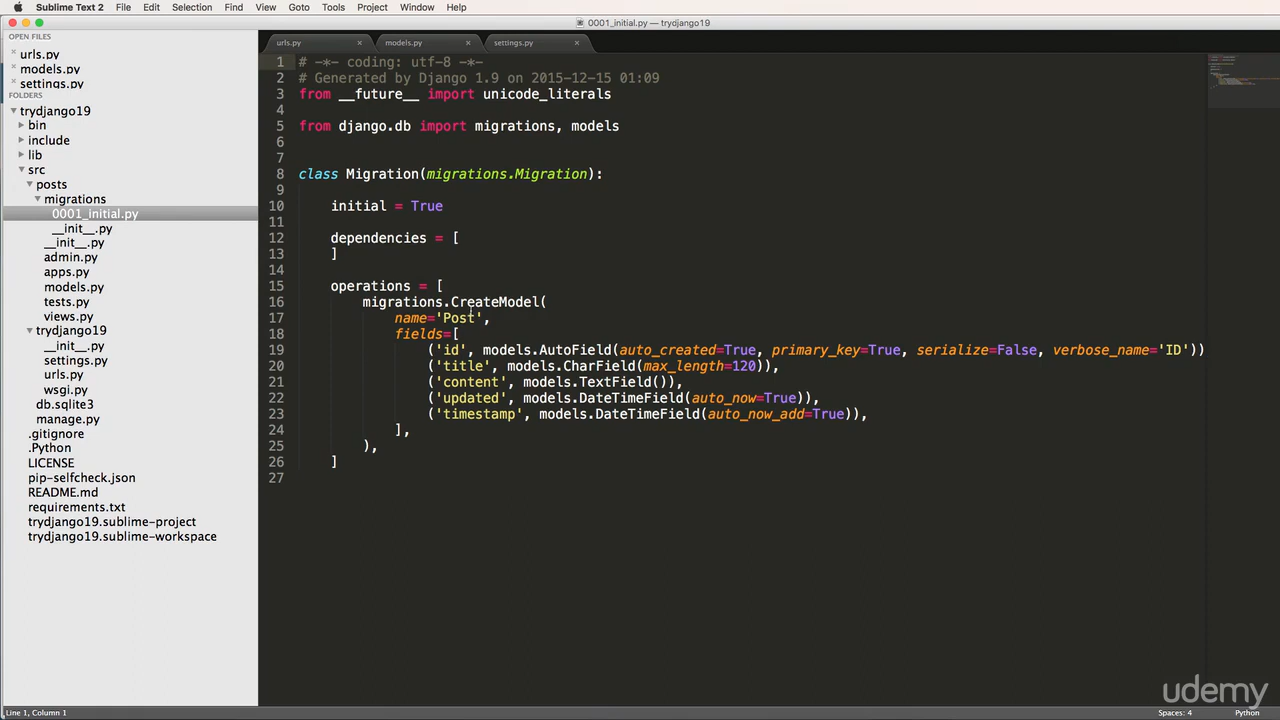 Sublime Text 2 File Edit Selection Find View Goto Tools Project Window Help
0001_initial.py — trydjango19
OPEN FILES
urls.py
models.py
settings.py
FOLDERS
trydjango19
bin
include
lib
src
posts
migrations
0001_initial.py
__init__.py
__init__.py
admin.py
apps.py
models.py
tests.py
views.py
trydjango19
__init__.py
settings.py
urls.py
wsgi.py
db.sqlite3
manage.py
.gitignore
.Python
LICENSE
pip-selfcheck.json
README.md
requirements.txt
trydjango19.sublime-project
trydjango19.sublime-workspace
urls.py × models.py × settings.py ×
1 # -*- coding: utf-8 -*-
2 # Generated by Django 1.9 on 2015-12-15 01:09
3 from __future__ import unicode_literals
4
5 from django.db import migrations, models
6
7
8 class Migration(migrations.Migration):
9
10 initial = True
11
12 dependencies = [
13 ]
14
15 operations = [
16 migrations.CreateModel(
17 name='Post',
18 fields=[
19 ('id', models.AutoField(auto_created=True, primary_key=True, serialize=False, verbose_name='ID'))
20 ('title', models.CharField(max_length=120)),
21 ('content', models.TextField()),
22 ('updated', models.DateTimeField(auto_now=True)),
23 ('timestamp', models.DateTimeField(auto_now_add=True)),
24 ],
25 ),
26 ]
27
udemy
Line 1, Column 1 Spaces: 4 Python